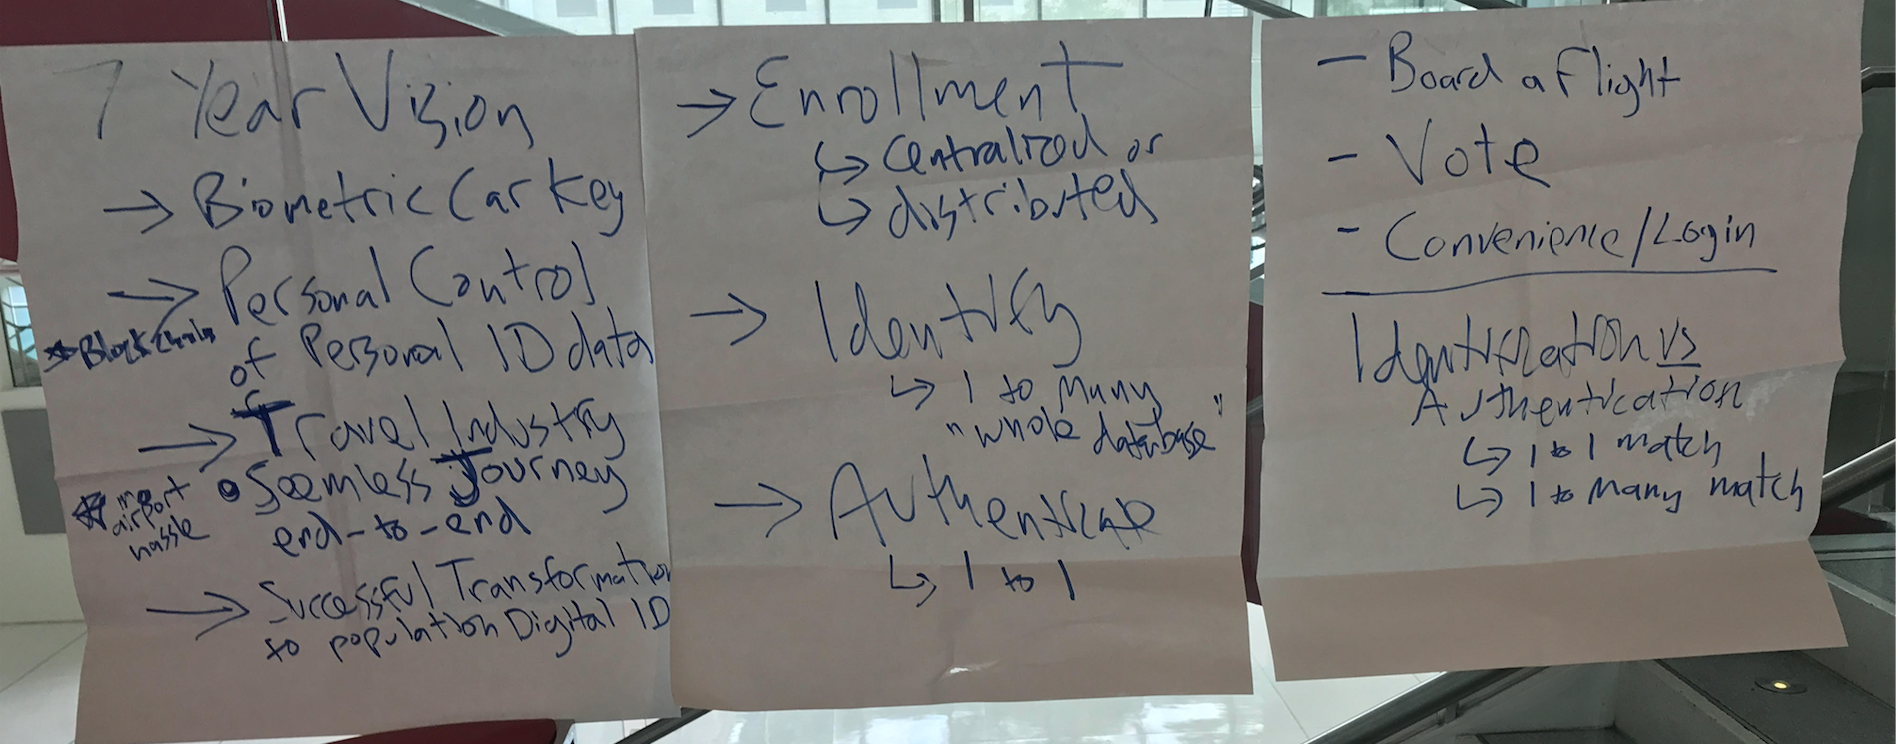 7 Year Vision
→ Biometric Car Key
→ Personal Control
of Personal ID data
* Blockchain
→ Travel Industry
• Seemless Journey
end-to-end
* airport
hassle
→ Successful Transformation
to population Digital ID
→ Enrollment
↳ Centralized or
↳ distributed
→ Identify
↳ 1 to Many
"whole database"
→ Authenticate
↳ 1 to 1
- Board a flight
- Vote
- Convenience/Login
Identification vs
Authentication
↳ 1 to 1 match
↳ 1 to Many match